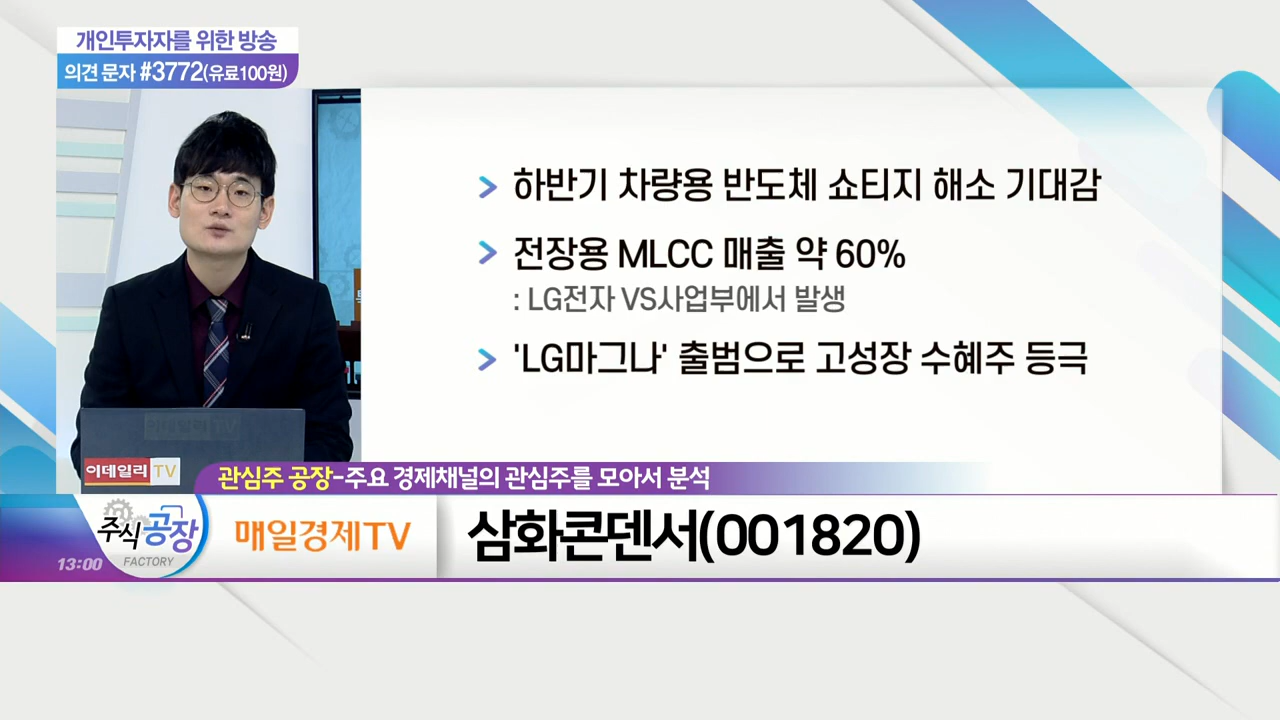 개인투자자를 위한 방송
의견 문자 #3772(유료100원)
하반기 차량용 반도체 쇼티지 해소 기대감
전장용 MLCC 매출 약 60%
: LG전자 VS사업부에서 발생
'LG마그나' 출범으로 고성장 수혜주 등극
이데일리TV
이데일리 TV
관심주 공장-주요 경제채널의 관심주를 모아서 분석
주식공장
FACTORY
13:00
매일경제TV
삼화콘덴서(001820)